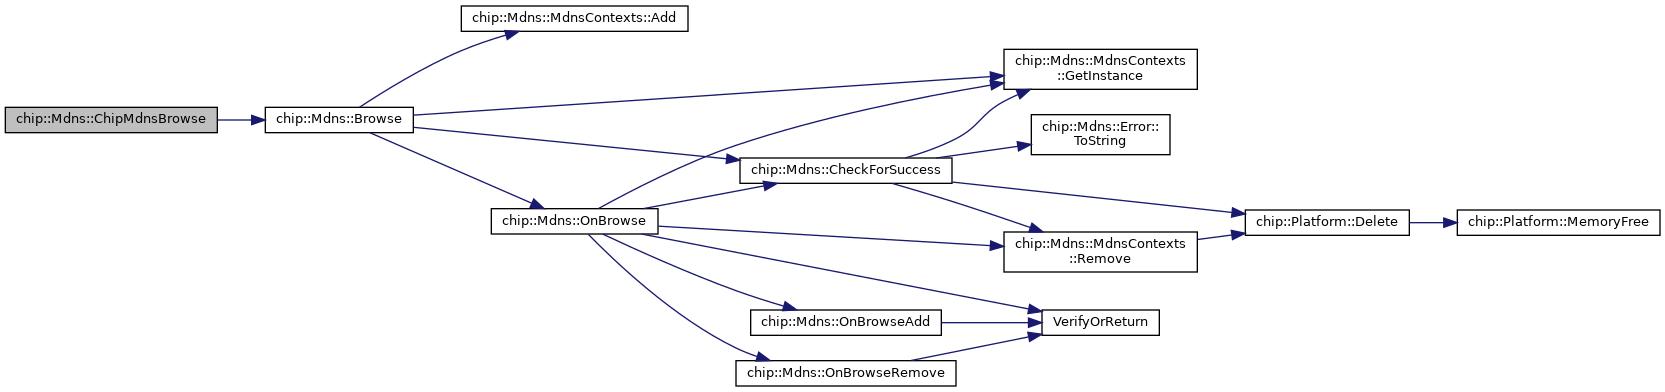 chip::Mdns::ChipMdnsBrowse
chip::Mdns::Browse
chip::Mdns::MdnsContexts::Add
chip::Mdns::OnBrowse
chip::Mdns::CheckForSuccess
chip::Mdns::OnBrowseAdd
chip::Mdns::OnBrowseRemove
chip::Mdns::MdnsContexts
::GetInstance
chip::Mdns::Error::
ToString
chip::Mdns::MdnsContexts
::Remove
VerifyOrReturn
chip::Platform::Delete
chip::Platform::MemoryFree